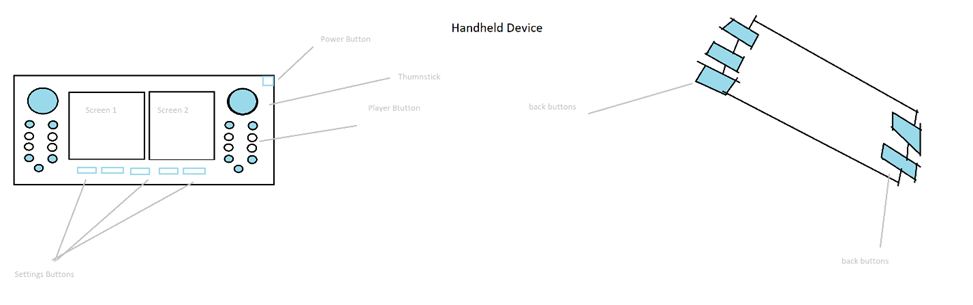 Handheld Device
Power Button
Thumnstick
Player Btutton
Screen 1
Screen 2
back buttons
Settings Buttons
back buttons